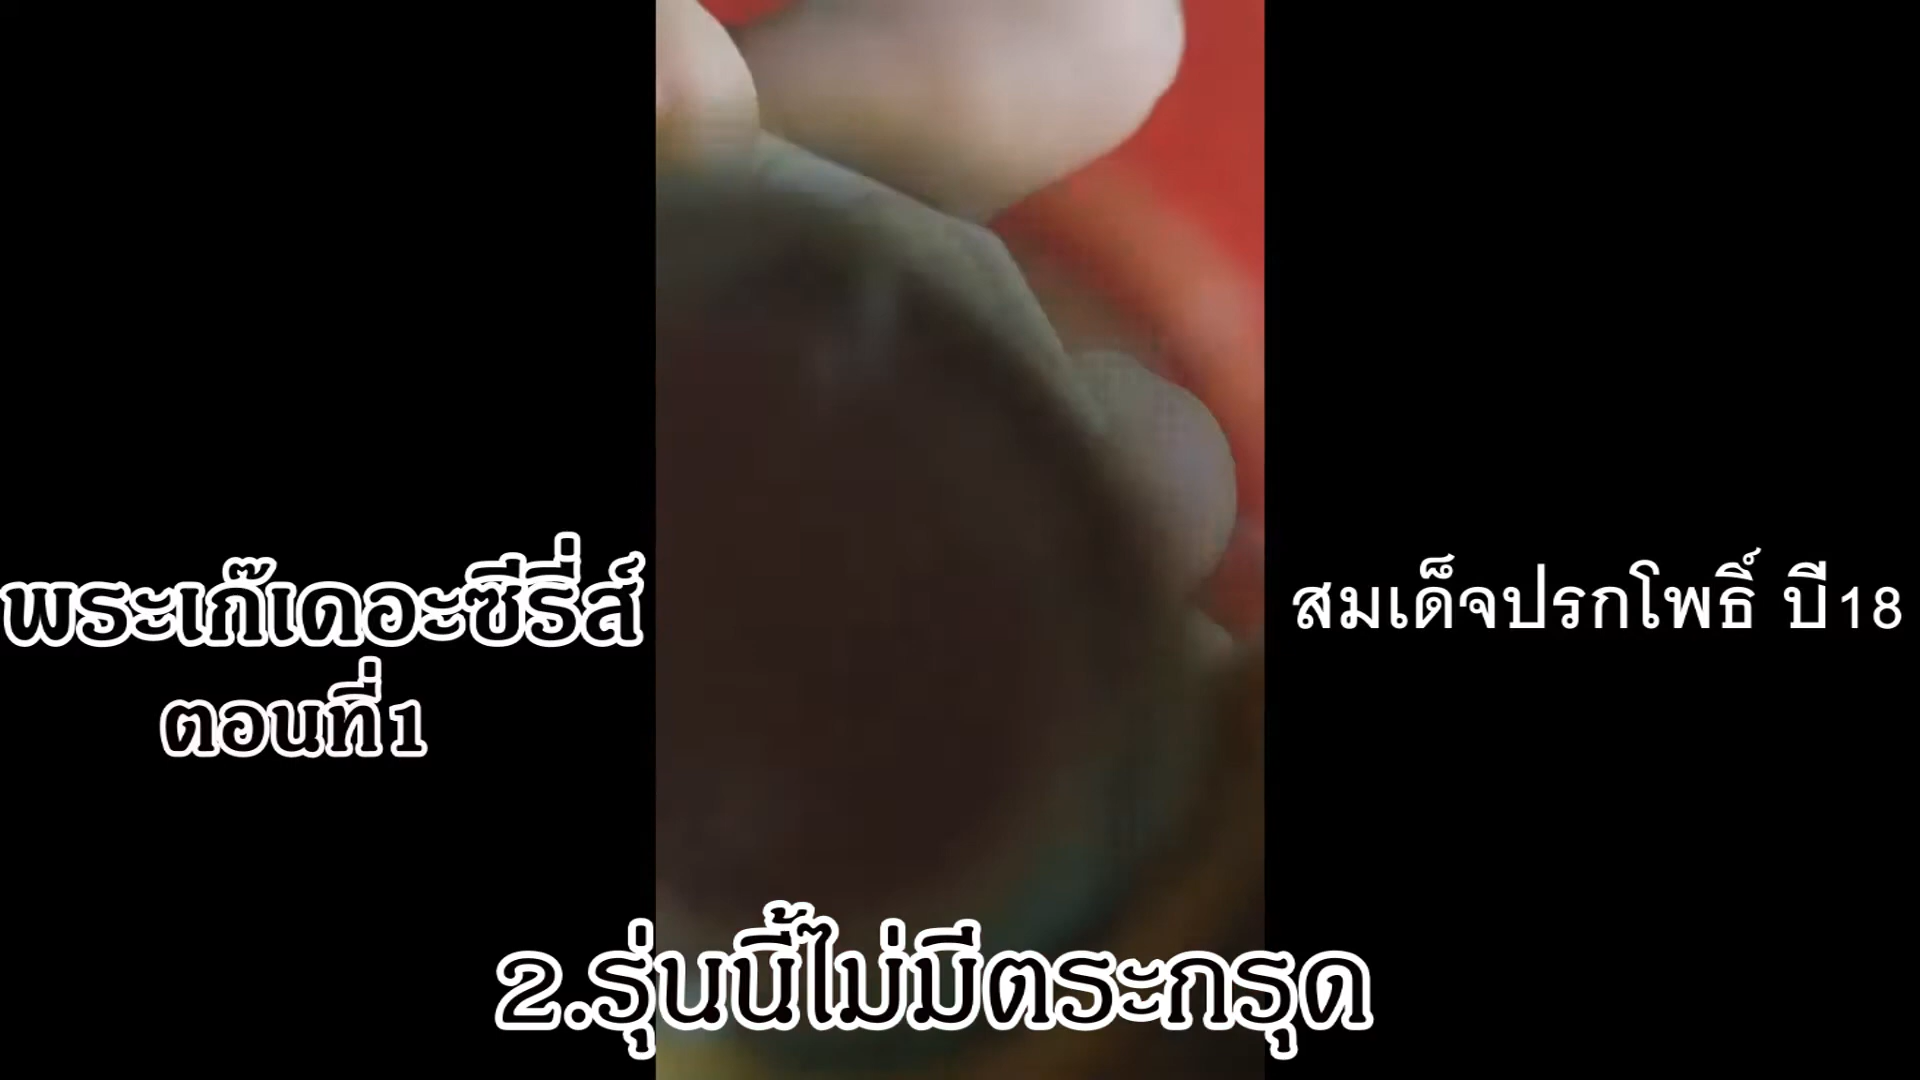 พระเก๊เดอะซีรี่ส์
ตอนที่1
สมเด็จปรกโพธิ์ ปี18
2.รุ่นนี้ไม่มีตระกรุด